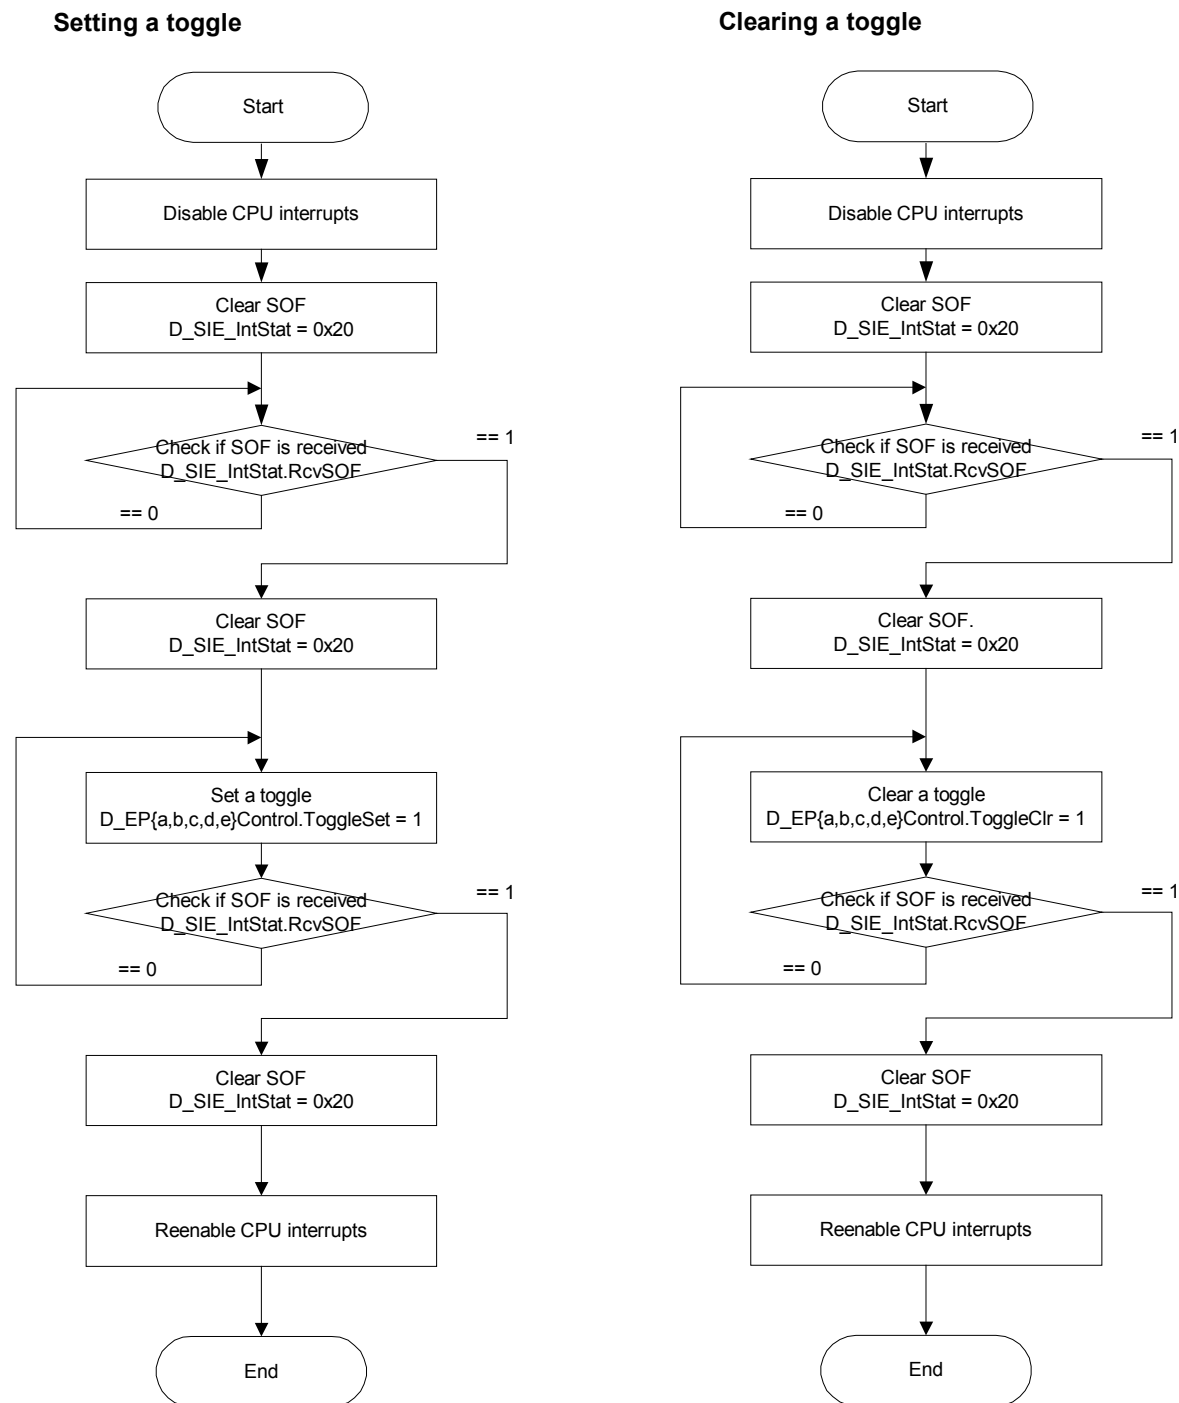 Setting a toggle
Start
Disable CPU interrupts
Clear SOF
D_SIE_IntStat = 0x20
Check if SOF is received
D_SIE_IntStat.RcvSOF
== 1
== 0
Clear SOF
D_SIE_IntStat = 0x20
Set a toggle
D_EP{a,b,c,d,e}Control.ToggleSet = 1
Check if SOF is received
D_SIE_IntStat.RcvSOF
== 1
== 0
Clear SOF
D_SIE_IntStat = 0x20
Reenable CPU interrupts
End
Clearing a toggle
Start
Disable CPU interrupts
Clear SOF
D_SIE_IntStat = 0x20
Check if SOF is received
D_SIE_IntStat.RcvSOF
== 1
== 0
Clear SOF.
D_SIE_IntStat = 0x20
Clear a toggle
D_EP{a,b,c,d,e}Control.ToggleClr = 1
Check if SOF is received
D_SIE_IntStat.RcvSOF
== 1
== 0
Clear SOF
D_SIE_IntStat = 0x20
Reenable CPU interrupts
End